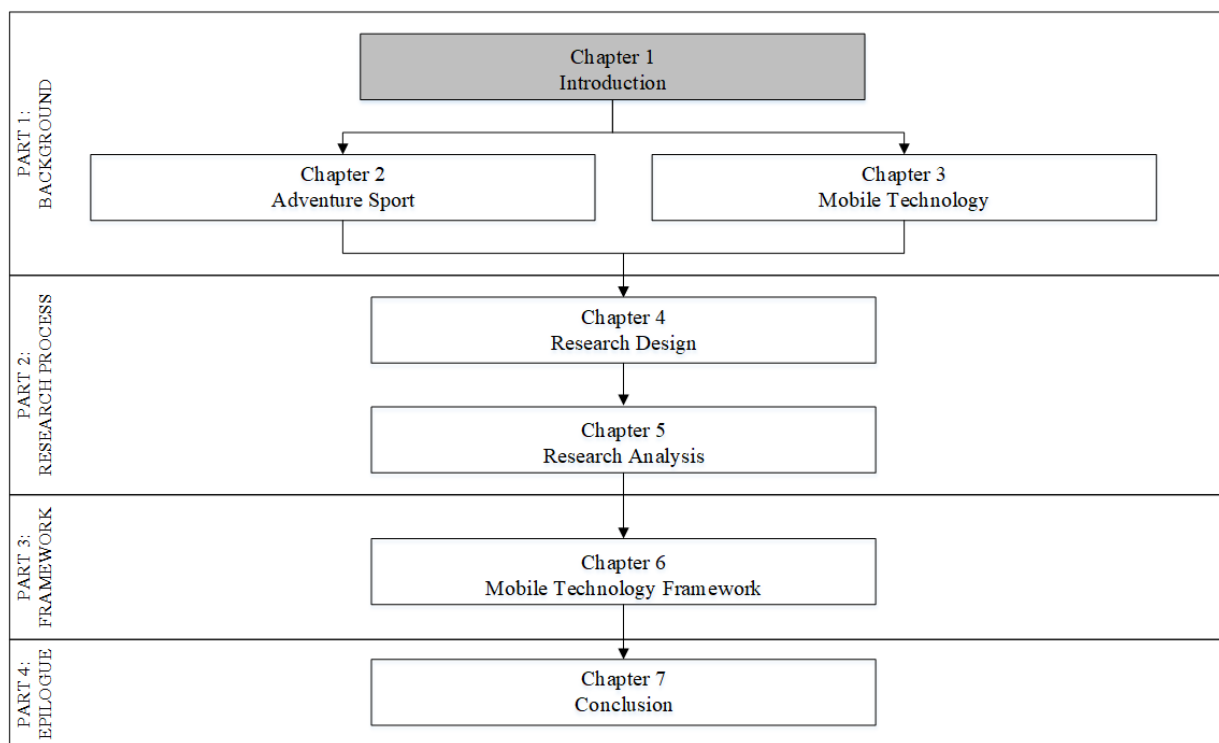 PART 1:
BACKGROUND
Chapter 1
Introduction
Chapter 2
Adventure Sport
Chapter 3
Mobile Technology
PART 2:
RESEARCH PROCESS
Chapter 4
Research Design
Chapter 5
Research Analysis
PART 3:
FRAMEWORK
Chapter 6
Mobile Technology Framework
PART 4:
EPILOGUE
Chapter 7
Conclusion